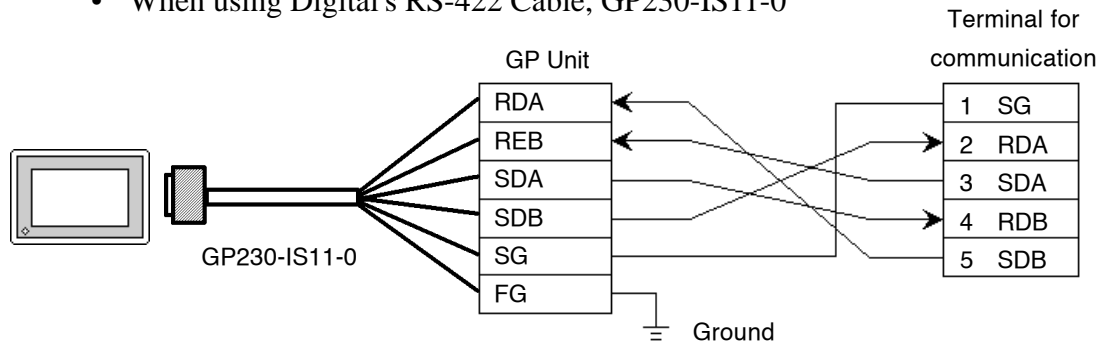 • When using Digital's RS-422 Cable, GP230-IS11-0
Terminal for
communication
GP Unit
RDA
REB
SDA
SDB
SG
FG
GP230-IS11-0
Ground
1 SG
2 RDA
3 SDA
4 RDB
5 SDB